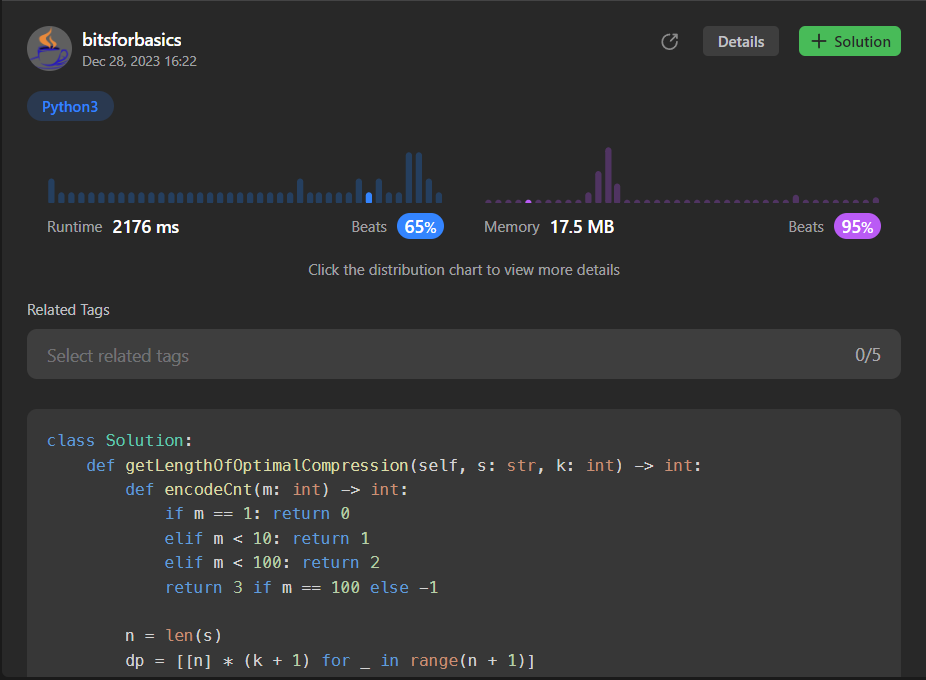 bitsforbasics
Dec 28, 2023 16:22
Details
+ Solution
Python3
Runtime 2176 ms Beats 65%
Memory 17.5 MB Beats 95%
Click the distribution chart to view more details
Related Tags
Select related tags 0/5
class Solution:
    def getLengthOfOptimalCompression(self, s: str, k: int) -> int:
        def encodeCnt(m: int) -> int:
            if m == 1: return 0
            elif m < 10: return 1
            elif m < 100: return 2
            return 3 if m == 100 else -1

        n = len(s)
        dp = [[n] * (k + 1) for _ in range(n + 1)]